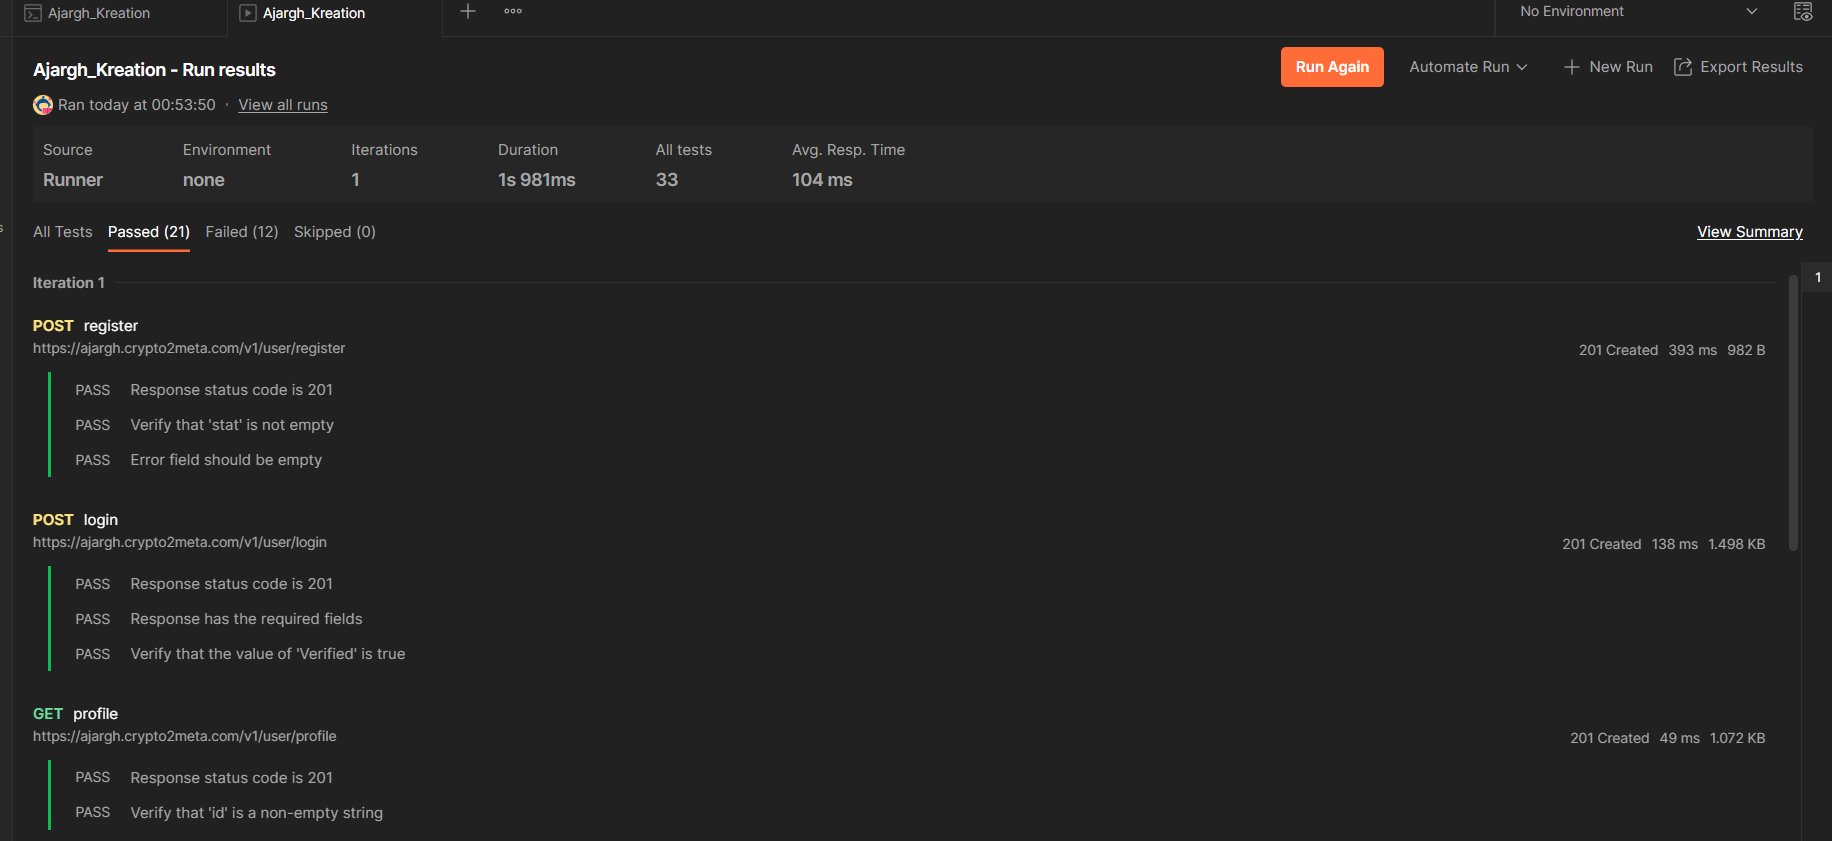 Ajargh_Kreation
Ajargh_Kreation
No Environment
Ajargh_Kreation - Run results
Run Again
Automate Run
New Run
Export Results
Ran today at 00:53:50 · View all runs
Source Environment Iterations Duration All tests Avg. Resp. Time
Runner none 1 1s 981ms 33 104 ms
All Tests Passed (21) Failed (12) Skipped (0)
View Summary
Iteration 1
1
POST register
https://ajargh.crypto2meta.com/v1/user/register
201 Created 393 ms 982 B
PASS Response status code is 201
PASS Verify that 'stat' is not empty
PASS Error field should be empty
POST login
https://ajargh.crypto2meta.com/v1/user/login
201 Created 138 ms 1.498 KB
PASS Response status code is 201
PASS Response has the required fields
PASS Verify that the value of 'Verified' is true
GET profile
https://ajargh.crypto2meta.com/v1/user/profile
201 Created 49 ms 1.072 KB
PASS Response status code is 201
PASS Verify that 'id' is a non-empty string